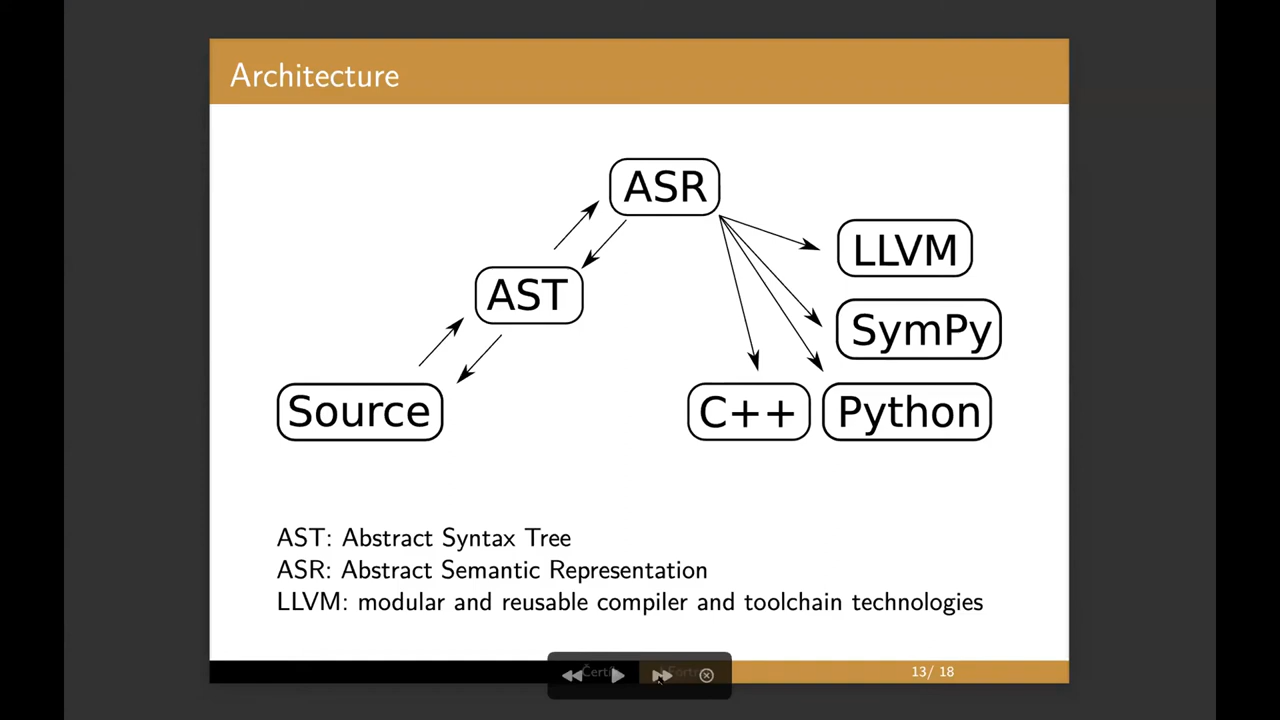 Architecture
ASR
LLVM
AST
SymPy
Source
C++
Python
AST: Abstract Syntax Tree
ASR: Abstract Semantic Representation
LLVM: modular and reusable compiler and toolchain technologies
13/ 18